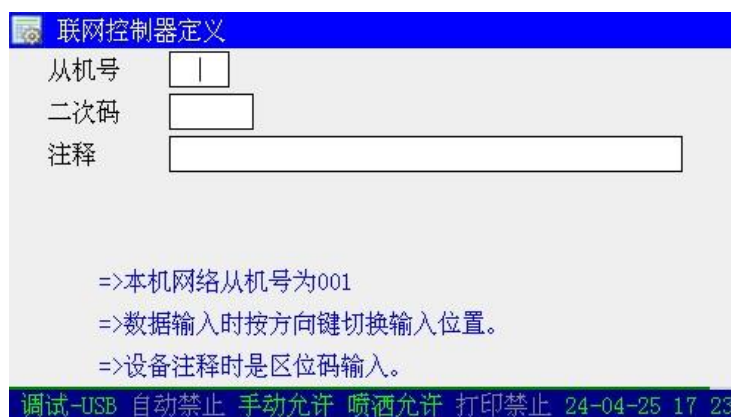 联网控制器定义
从机号
二次码
注释
=>本机网络从机号为001
=>数据输入时按方向键切换输入位置。
=>设备注释时是区位码输入。
调试-USB 自动禁止 手动允许 喷洒允许 打印禁止 24-04-25 17 23